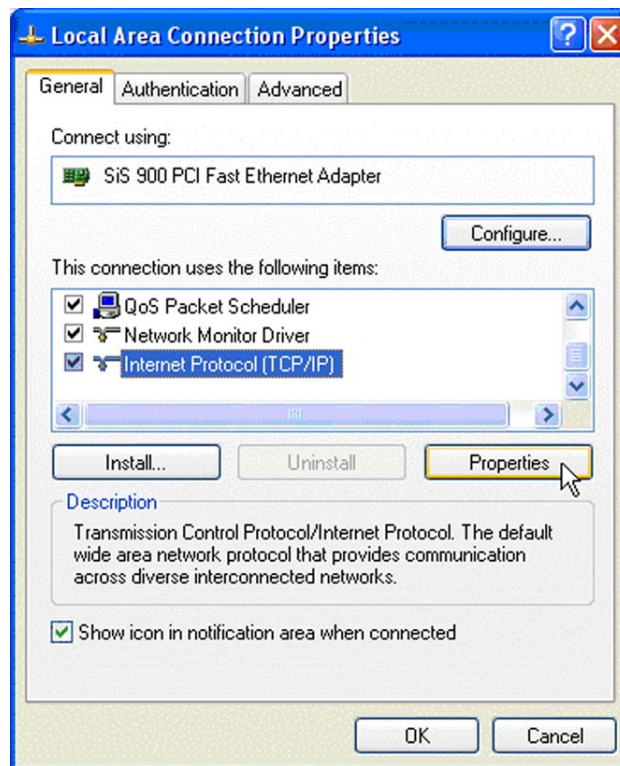 Local Area Connection Properties
General Authentication Advanced
Connect using:
SiS 900 PCI Fast Ethernet Adapter
Configure...
This connection uses the following items:
QoS Packet Scheduler
Network Monitor Driver
Internet Protocol (TCP/IP)
Install... Uninstall Properties
Description
Transmission Control Protocol/Internet Protocol. The default
wide area network protocol that provides communication
across diverse interconnected networks.
Show icon in notification area when connected
OK Cancel